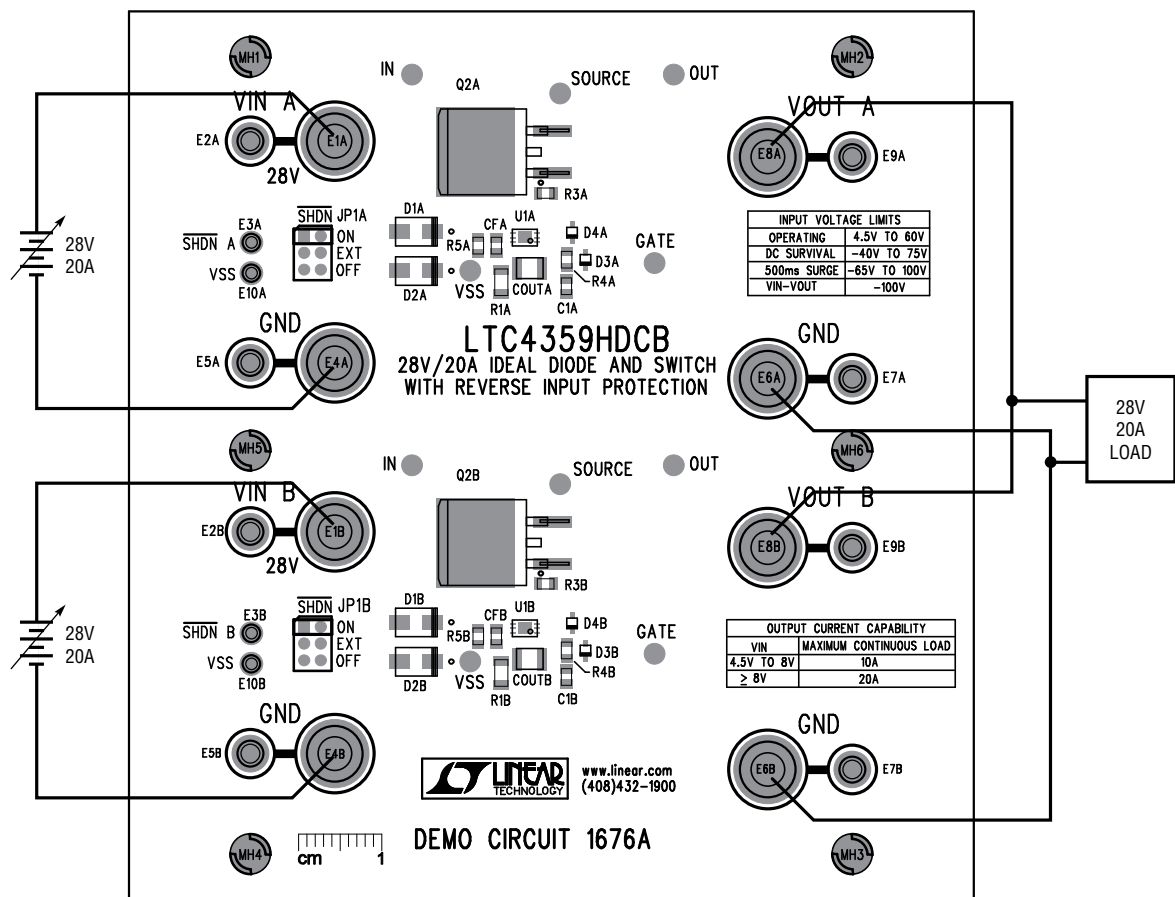 MH1
MH2
IN
Q2A
SOURCE
OUT
VIN A
VOUT A
E2A
E1A
28V
E8A
E9A
R3A
SHDN JP1A
ON
EXT
OFF
E3A
SHDN A
VSS
E10A
D1A
D2A
R5A
CFA
U1A
VSS
R1A
COUTA
D4A
D3A
R4A
C1A
GATE
28V
20A
INPUT VOLTAGE LIMITS
OPERATING 4.5V TO 60V
DC SURVIVAL -40V TO 75V
500ms SURGE -65V TO 100V
VIN-VOUT -100V
GND
E5A
E4A
LTC4359HDCB
28V/20A IDEAL DIODE AND SWITCH
WITH REVERSE INPUT PROTECTION
GND
E6A
E7A
28V
20A
LOAD
MH5
MH6
IN
Q2B
SOURCE
OUT
VIN B
VOUT B
E2B
E1B
28V
E8B
E9B
R3B
SHDN JP1B
ON
EXT
OFF
E3B
SHDN B
VSS
E10B
D1B
D2B
R5B
CFB
U1B
VSS
R1B
COUTB
D4B
D3B
R4B
C1B
GATE
28V
20A
OUTPUT CURRENT CAPABILITY
VIN MAXIMUM CONTINUOUS LOAD
4.5V TO 8V 10A
≥ 8V 20A
GND
E5B
E4B
GND
E6B
E7B
LINEAR
TECHNOLOGY
www.linear.com
(408)432-1900
MH4
cm 1
DEMO CIRCUIT 1676A
MH3